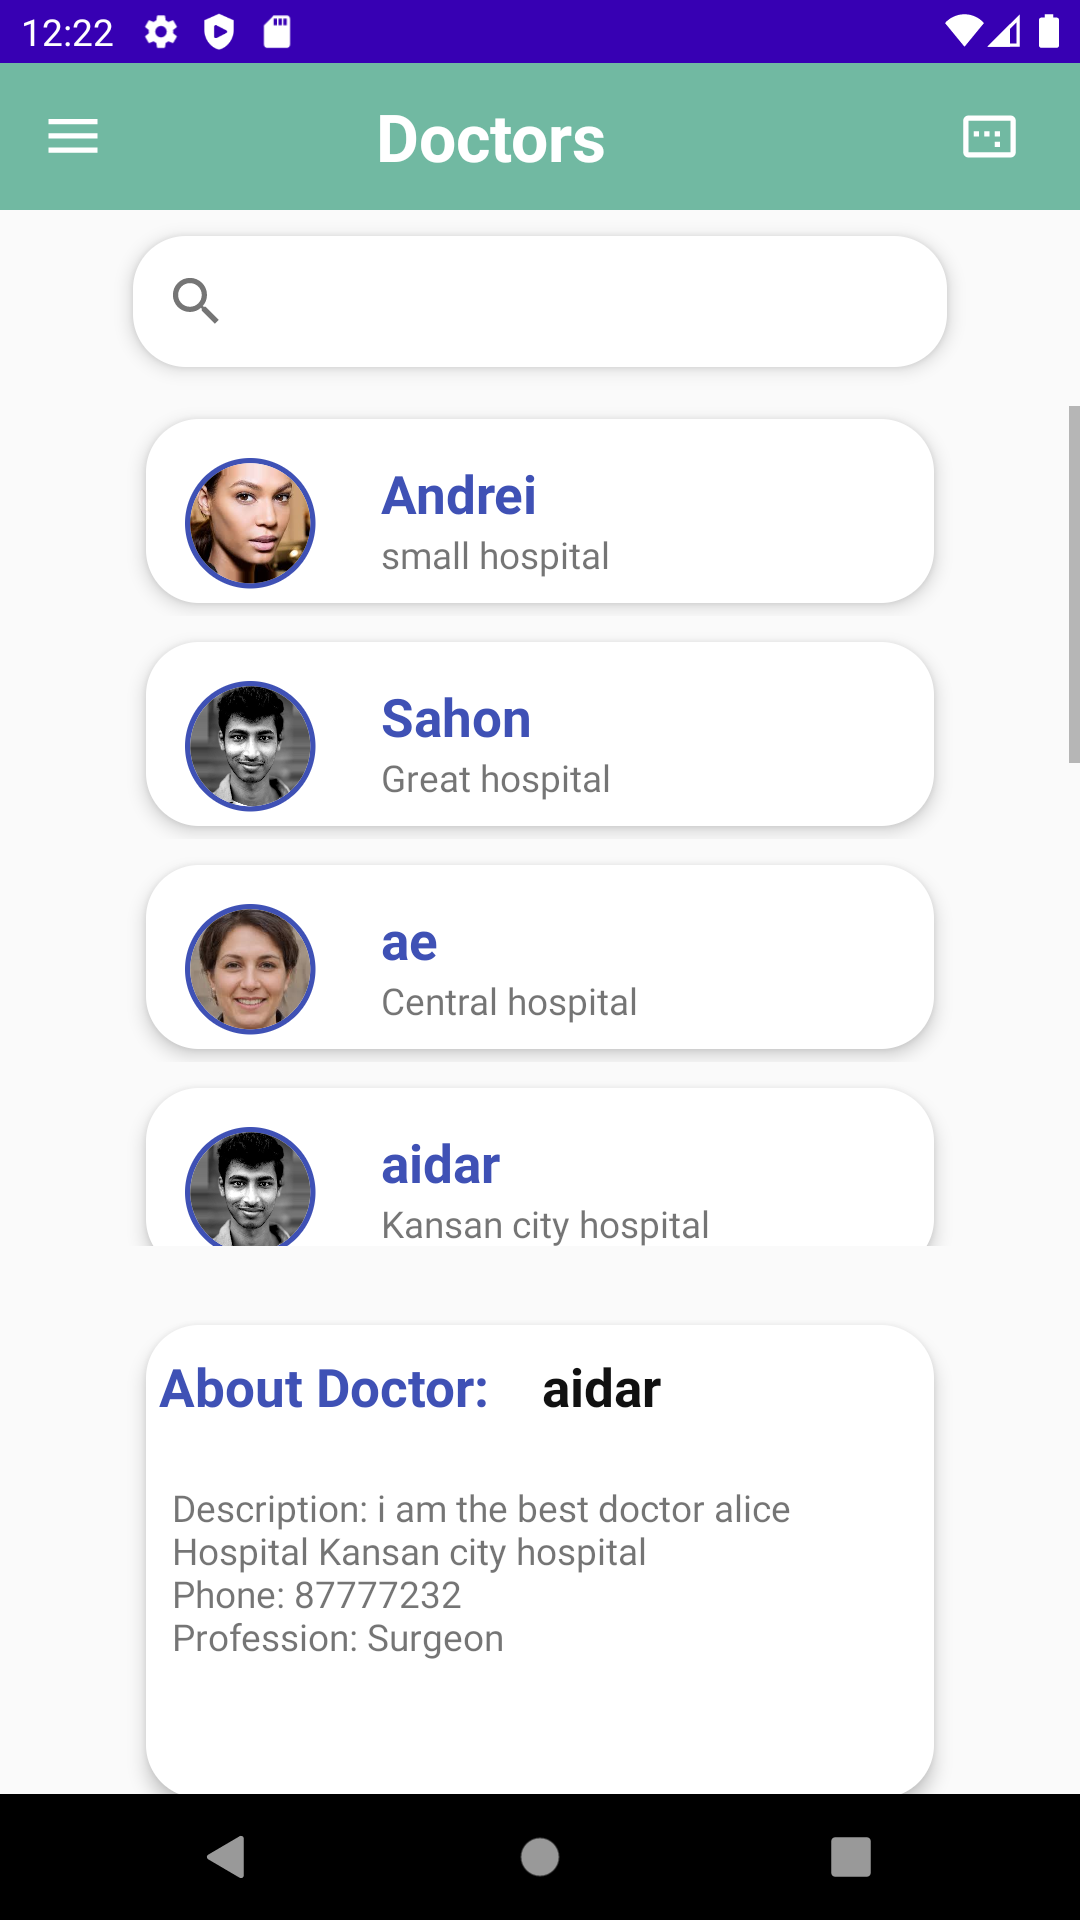 12:22
Doctors
Andrei
small hospital
Sahon
Great hospital
ae
Central hospital
aidar
Kansan city hospital
About Doctor: aidar
Description: i am the best doctor alice
Hospital Kansan city hospital
Phone: 87777232
Profession: Surgeon